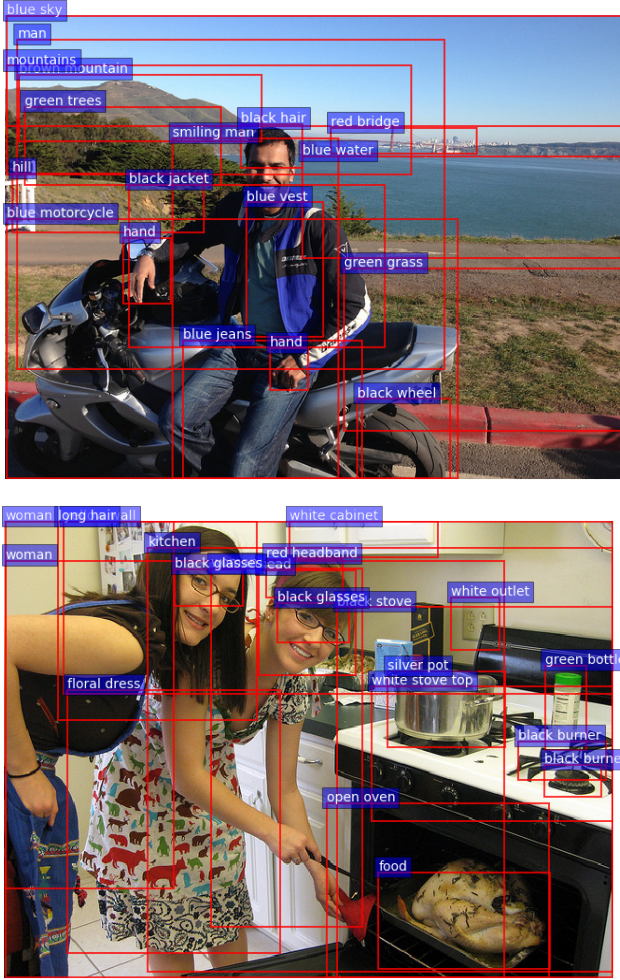 blue sky
man
mountains
brown mountain
green trees
black hair
red bridge
smiling man
blue water
hill
black jacket
blue vest
blue motorcycle
hand
green grass
blue jeans
hand
black wheel
woman
long hair
all
white cabinet
woman
kitchen
red headband
black glasses
ead
black glasses
black stove
white outlet
silver pot
green bottle
floral dress
white stove top
black burner
black burne
open oven
food